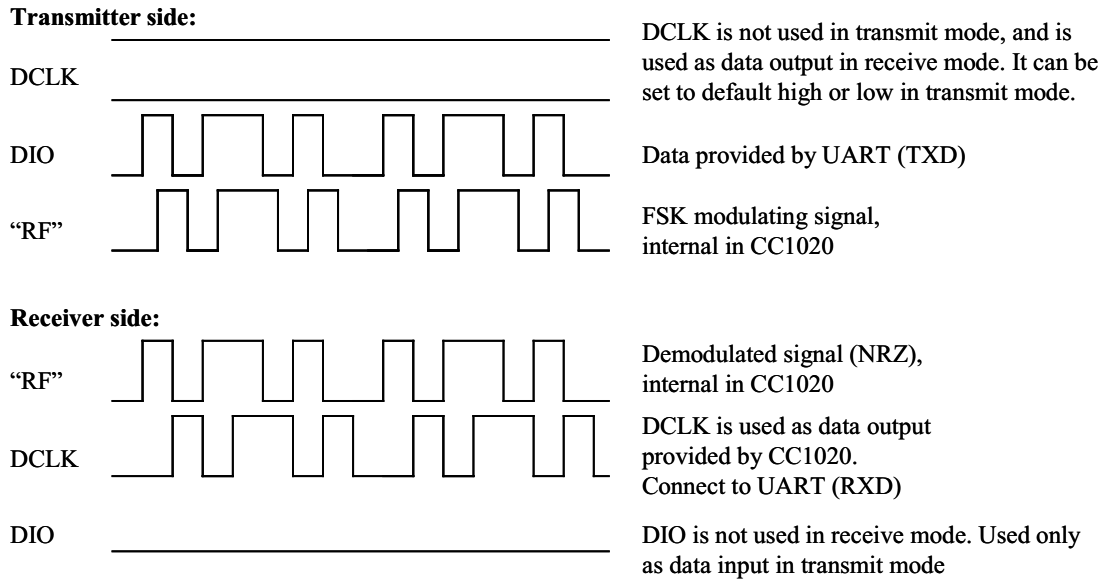 Transmitter side:
DCLK is not used in transmit mode, and is
used as data output in receive mode. It can be
set to default high or low in transmit mode.
DCLK
DIO
Data provided by UART (TXD)
“RF”
FSK modulating signal,
internal in CC1020
Receiver side:
“RF”
Demodulated signal (NRZ),
internal in CC1020
DCLK
DCLK is used as data output
provided by CC1020.
Connect to UART (RXD)
DIO
DIO is not used in receive mode. Used only
as data input in transmit mode